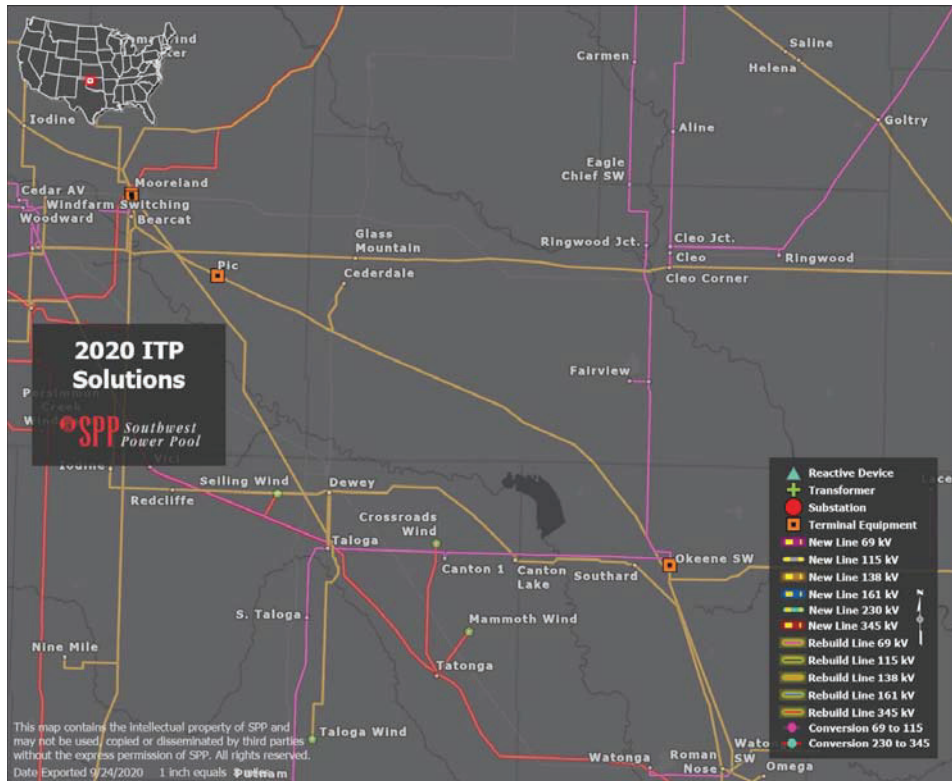 Saline
Helena
Carmen
Iodine
Goltry
Aline
Eagle
Chief SW
Mooreland
Cedar AV
Windfarm Switching
Woodward
Bearcat
Glass
Mountain
Ringwood Jct.
Cleo Jct.
Cleo
Ringwood
Pic
Cederdale
Cleo Corner
2020 ITP
Solutions
SPP Southwest
Power Pool
Fairview
Vici
Iodine
Seiling Wind
Dewey
Redcliffe
Crossroads
Wind
Taloga
Canton 1
Canton
Lake
Southard
Okeene SW
S. Taloga
Mammoth Wind
Nine Mile
Tatonga
Taloga Wind
Watonga
Roman
Nose
SW
Omega
Reactive Device
Transformer
Substation
Terminal Equipment
New Line 69 kV
New Line 115 kV
New Line 138 kV
New Line 161 kV
New Line 230 kV
New Line 345 kV
N
Rebuild Line 69 kV
Rebuild Line 115 kV
Rebuild Line 138 kV
Rebuild Line 161 kV
Rebuild Line 345 kV
Conversion 69 to 115
Conversion 230 to 345
This map contains the intellectual property of SPP and
may not be used, copied or disseminated by third parties
without the express permission of SPP. All rights reserved.
Date Exported 9/24/2020 1 inch equals miles